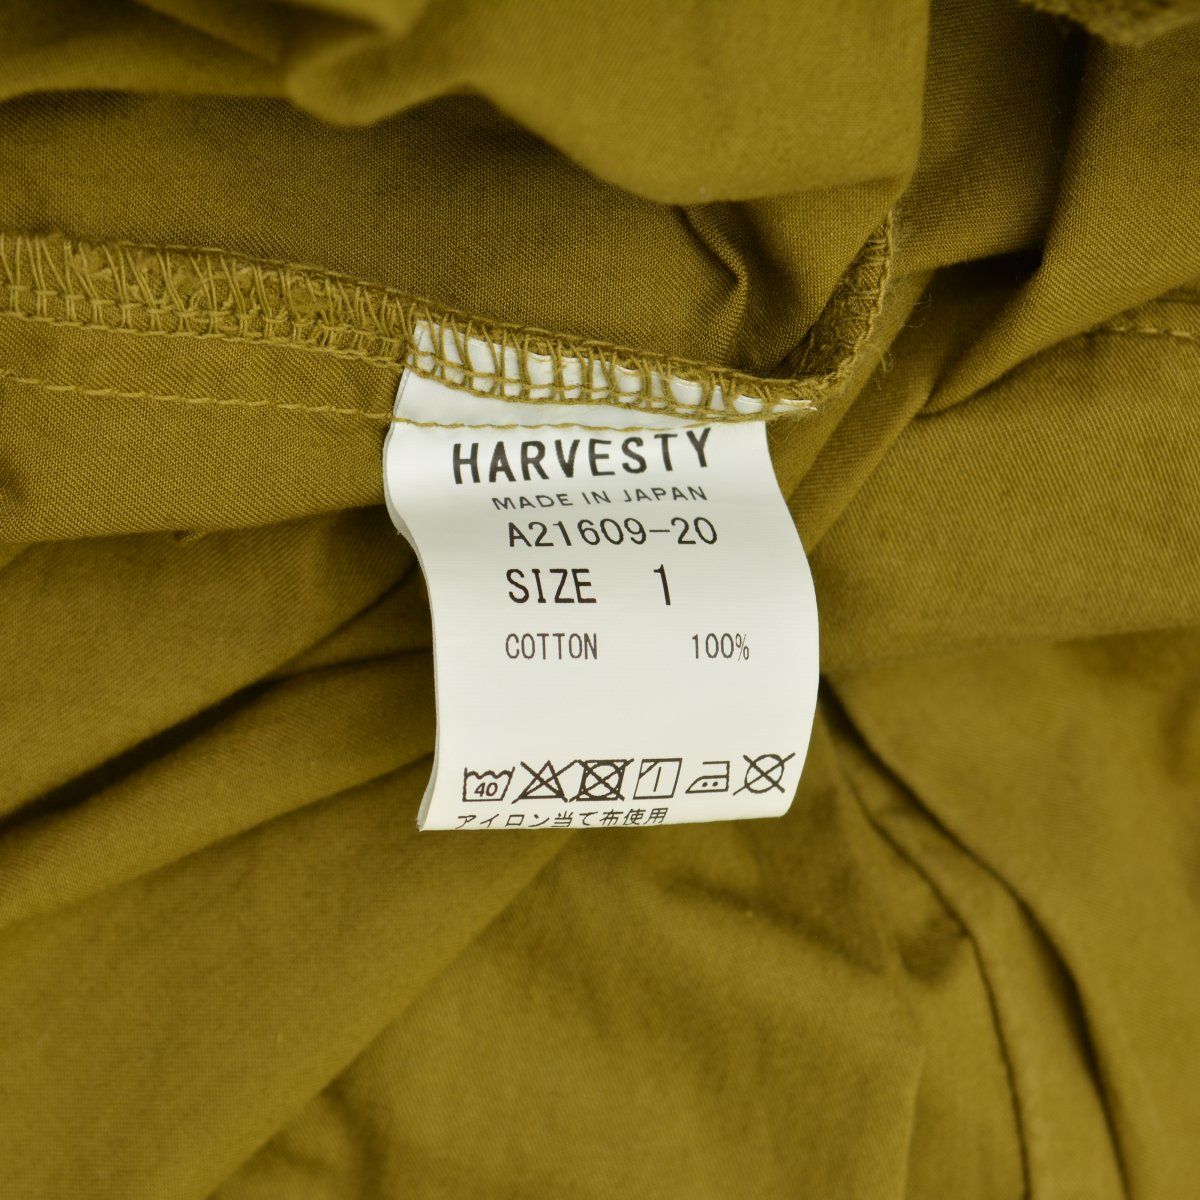 HARVESTY
MADE IN JAPAN
A21609-20
SIZE 1
COTTON 100%
40
アイロン当て布使用